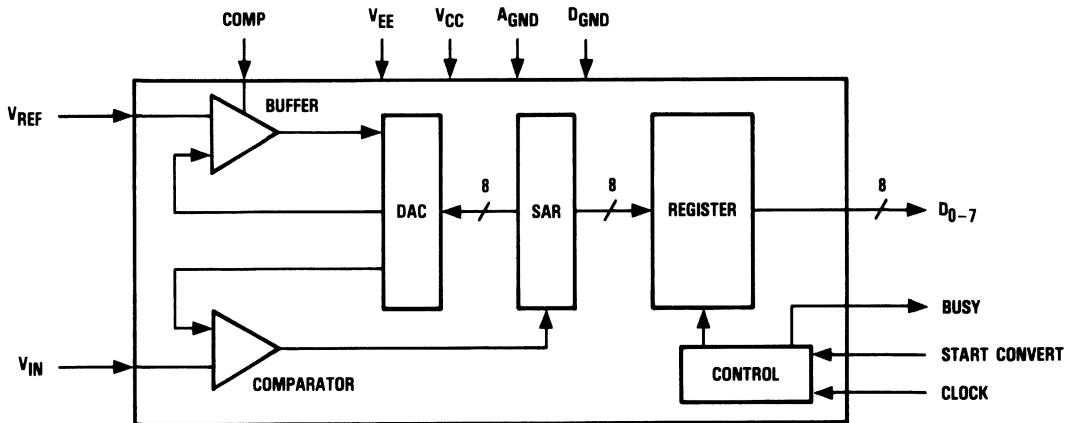 COMP
VEE
VCC
AGND
DGND
VREF
BUFFER
DAC
8
SAR
8
REGISTER
8
D0–7
BUSY
VIN
COMPARATOR
CONTROL
START CONVERT
CLOCK